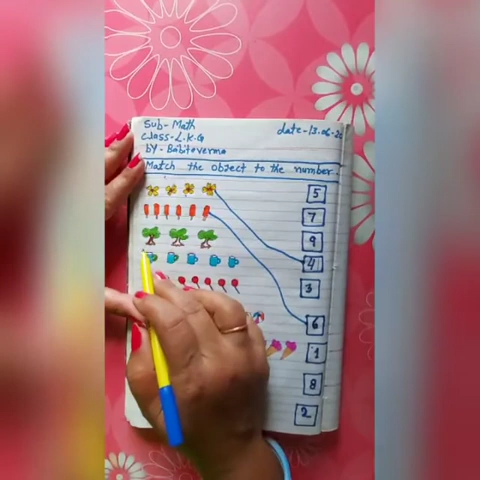 Sub- Math
Class- L.K.G
date-13.06.2
by- Babita verma
Match the object to the number
5
7
9
4
3
6
1
8
2